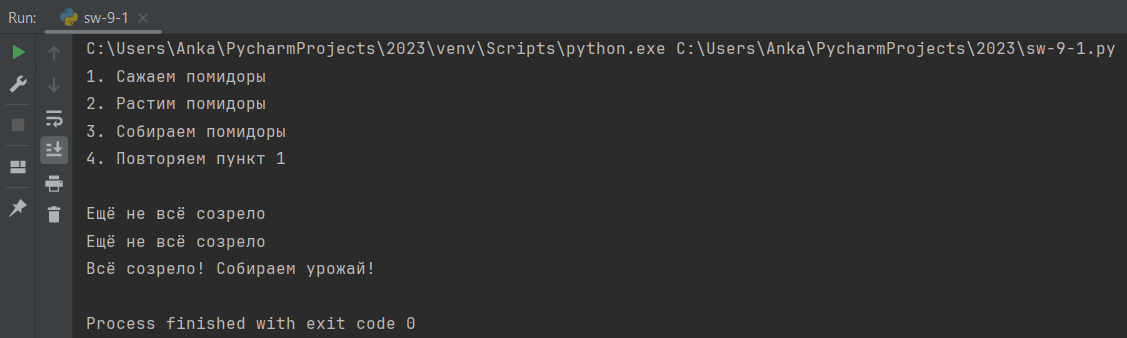 Run: sw-9-1
C:\Users\Anka\PycharmProjects\2023\venv\Scripts\python.exe C:\Users\Anka\PycharmProjects\2023\sw-9-1.py
1. Сажаем помидоры
2. Растим помидоры
3. Собираем помидоры
4. Повторяем пункт 1
Ещё не всё созрело
Ещё не всё созрело
Всё созрело! Собираем урожай!
Process finished with exit code 0